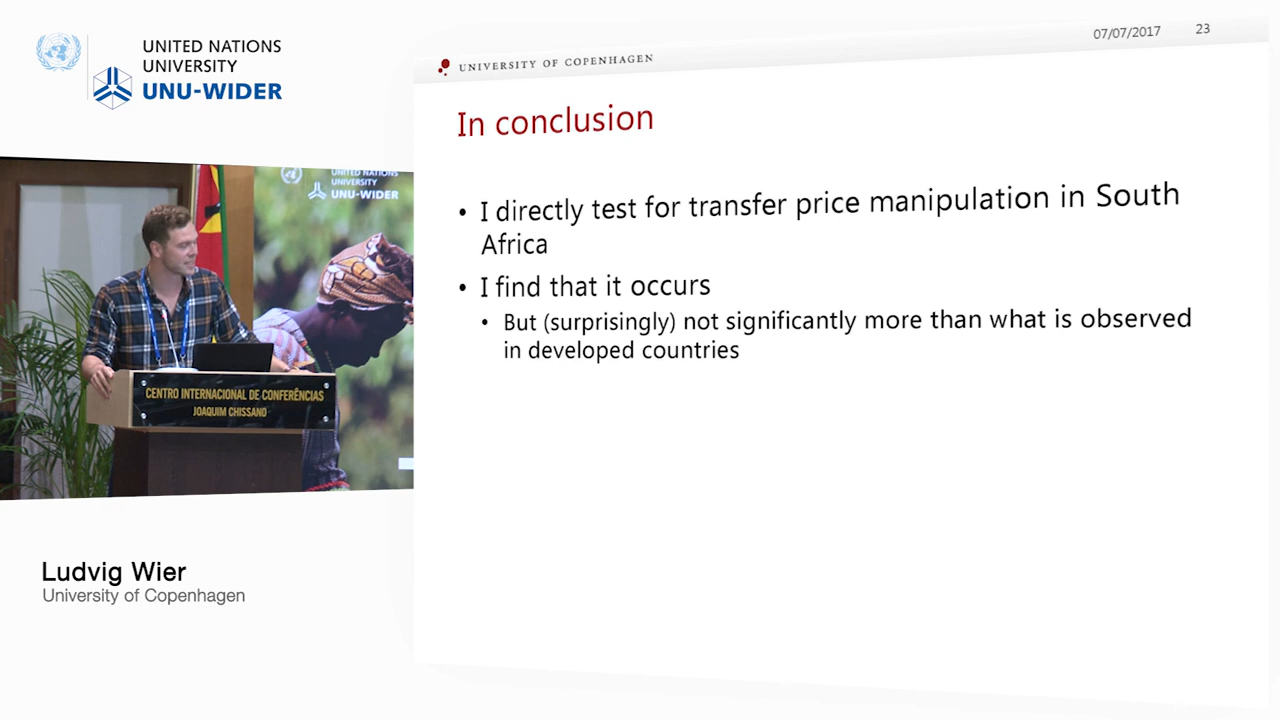 UNITED NATIONS
UNIVERSITY
UNU-WIDER
UNIVERSITY OF COPENHAGEN
07/07/2017
23
In conclusion
• I directly test for transfer price manipulation in South
Africa
• I find that it occurs
• But (surprisingly) not significantly more than what is observed
in developed countries
UNITED NATIONS
UNIVERSITY
UNU-WIDER
CENTRO INTERNACIONAL DE CONFERÊNCIAS
JOAQUIM CHISSANO
Ludvig Wier
University of Copenhagen